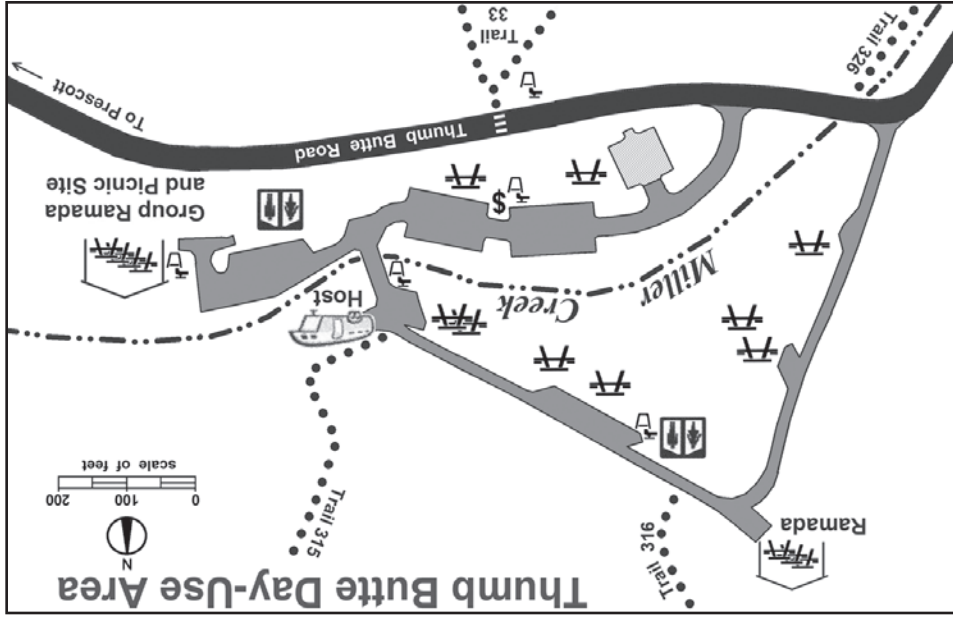 Thumb Butte Day-Use Area
N
0 100 200
scale of feet
Ramada
Trail 316
Trail 315
Host
Miller
Creek
$
Group Ramada
and Picnic Site
Thumb Butte Road
To Prescott
Trail 326
Trail
33